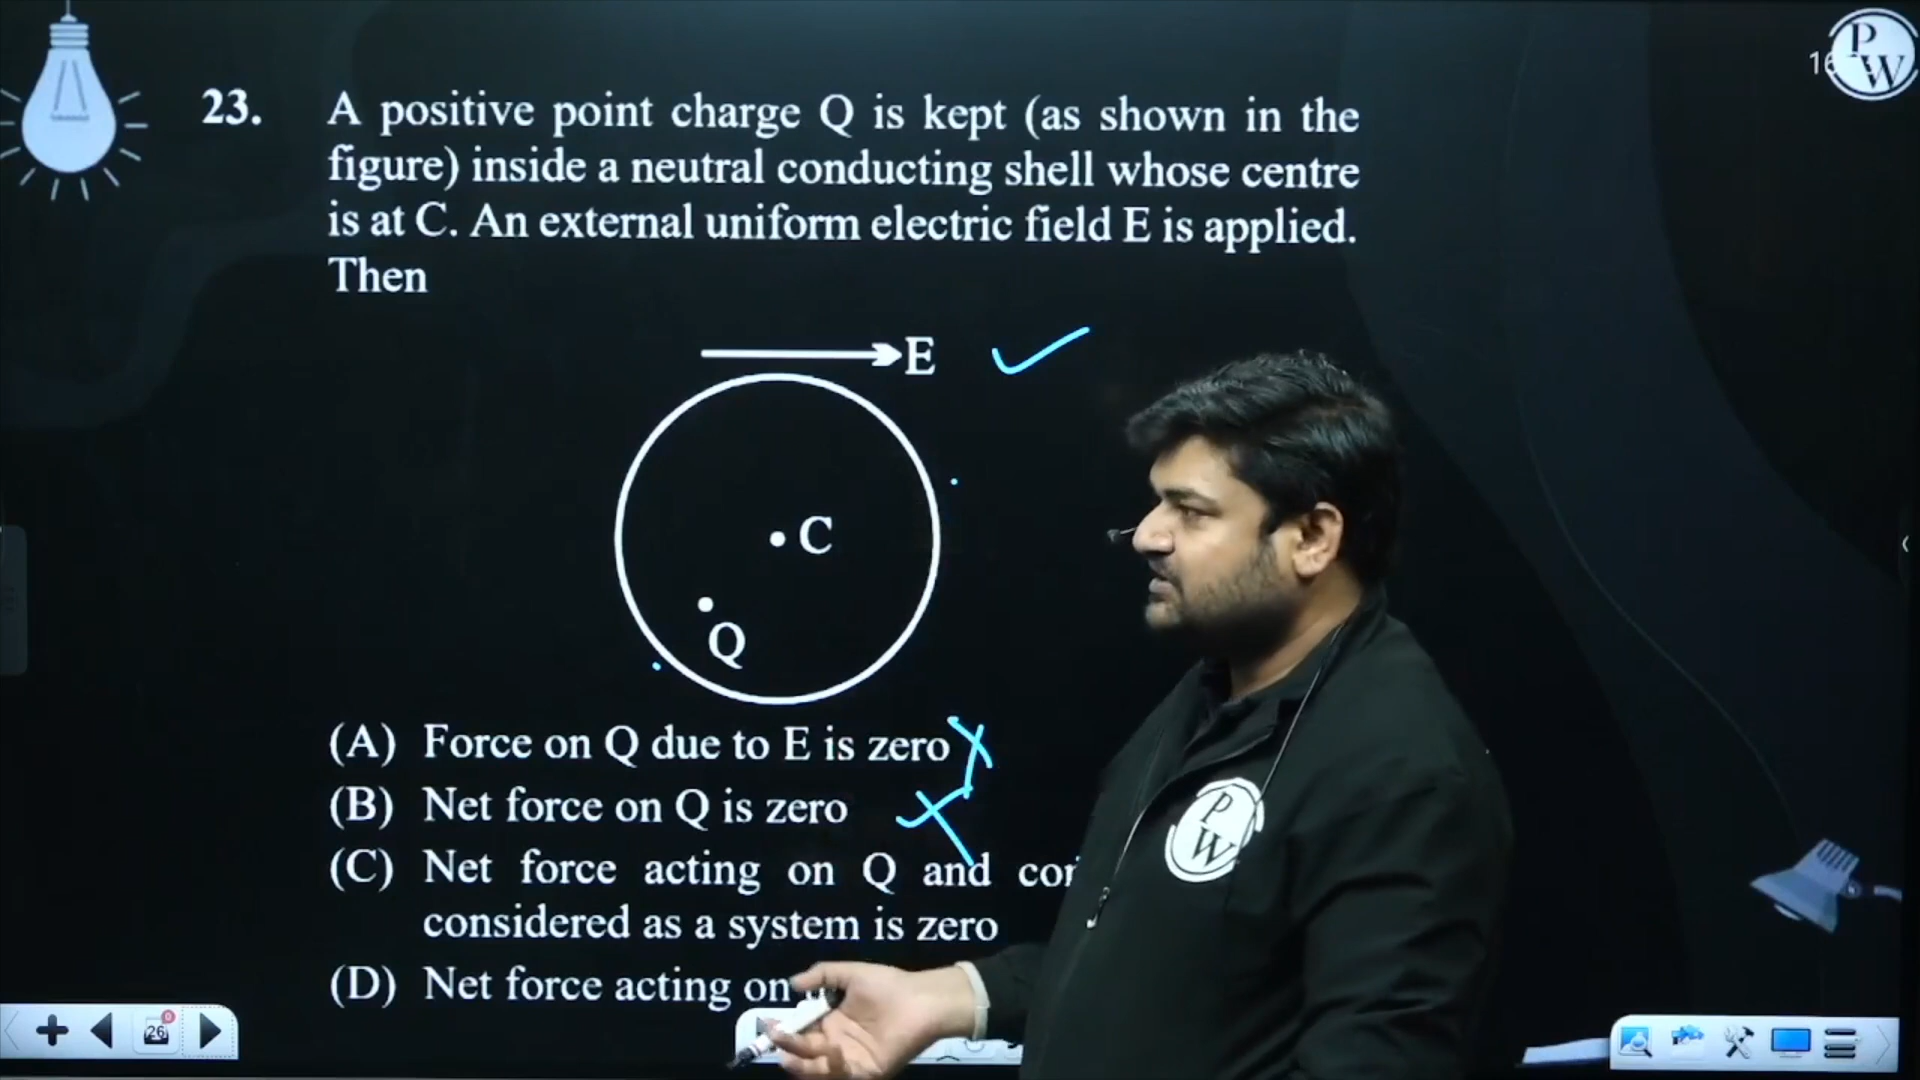 16
P
W
23. A positive point charge Q is kept (as shown in the
figure) inside a neutral conducting shell whose centre
is at C. An external uniform electric field E is applied.
Then
E
C
Q
(A) Force on Q due to E is zero
(B) Net force on Q is zero
(C) Net force acting on Q and
considered as a system is zero
(D) Net force acting on
P
W
26
0